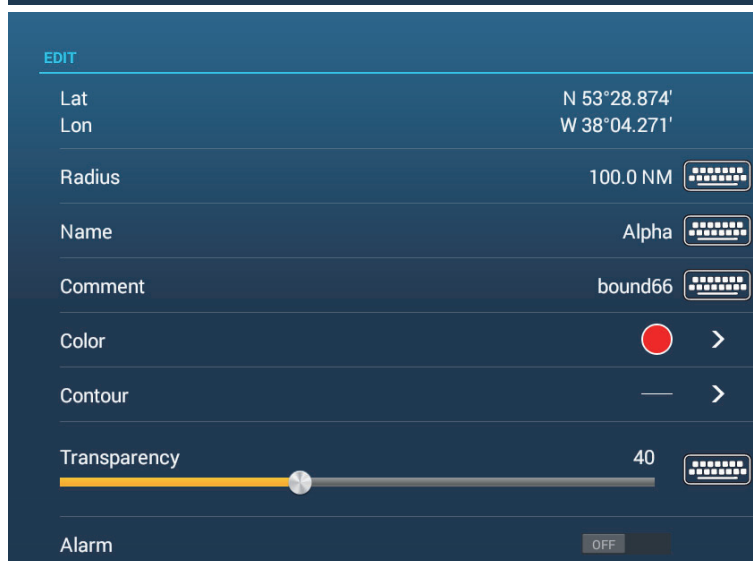 EDIT
Lat N 53°28.874'
Lon W 38°04.271'
Radius 100.0 NM
Name Alpha
Comment bound66
Color
Contour
Transparency 40
Alarm OFF